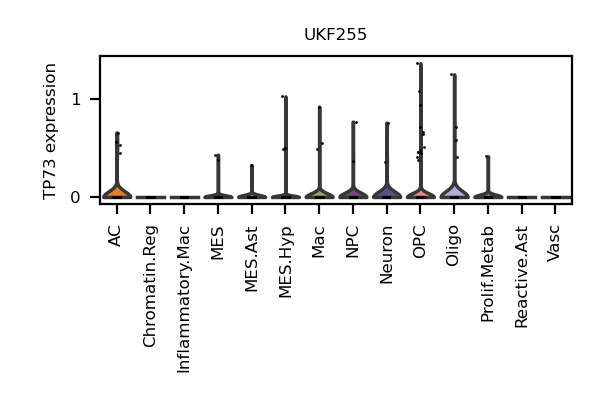 UKF255
TP73 expression
1
0
AC
Chromatin.Reg
Inflammatory.Mac
MES
MES.Ast
MES.Hyp
Mac
NPC
Neuron
OPC
Oligo
Prolif.Metab
Reactive.Ast
Vasc